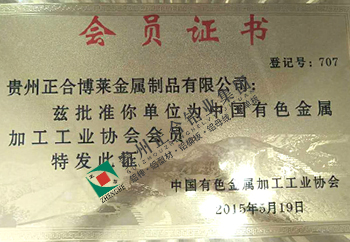 会员证书
登记号：707
贵州正合博莱金属制品有限公司：
兹批准你单位为中国有色金属
加工工业协会会员
特发此证
中国有色金属加工工业协会
2015年5月19日
ZHENGHE